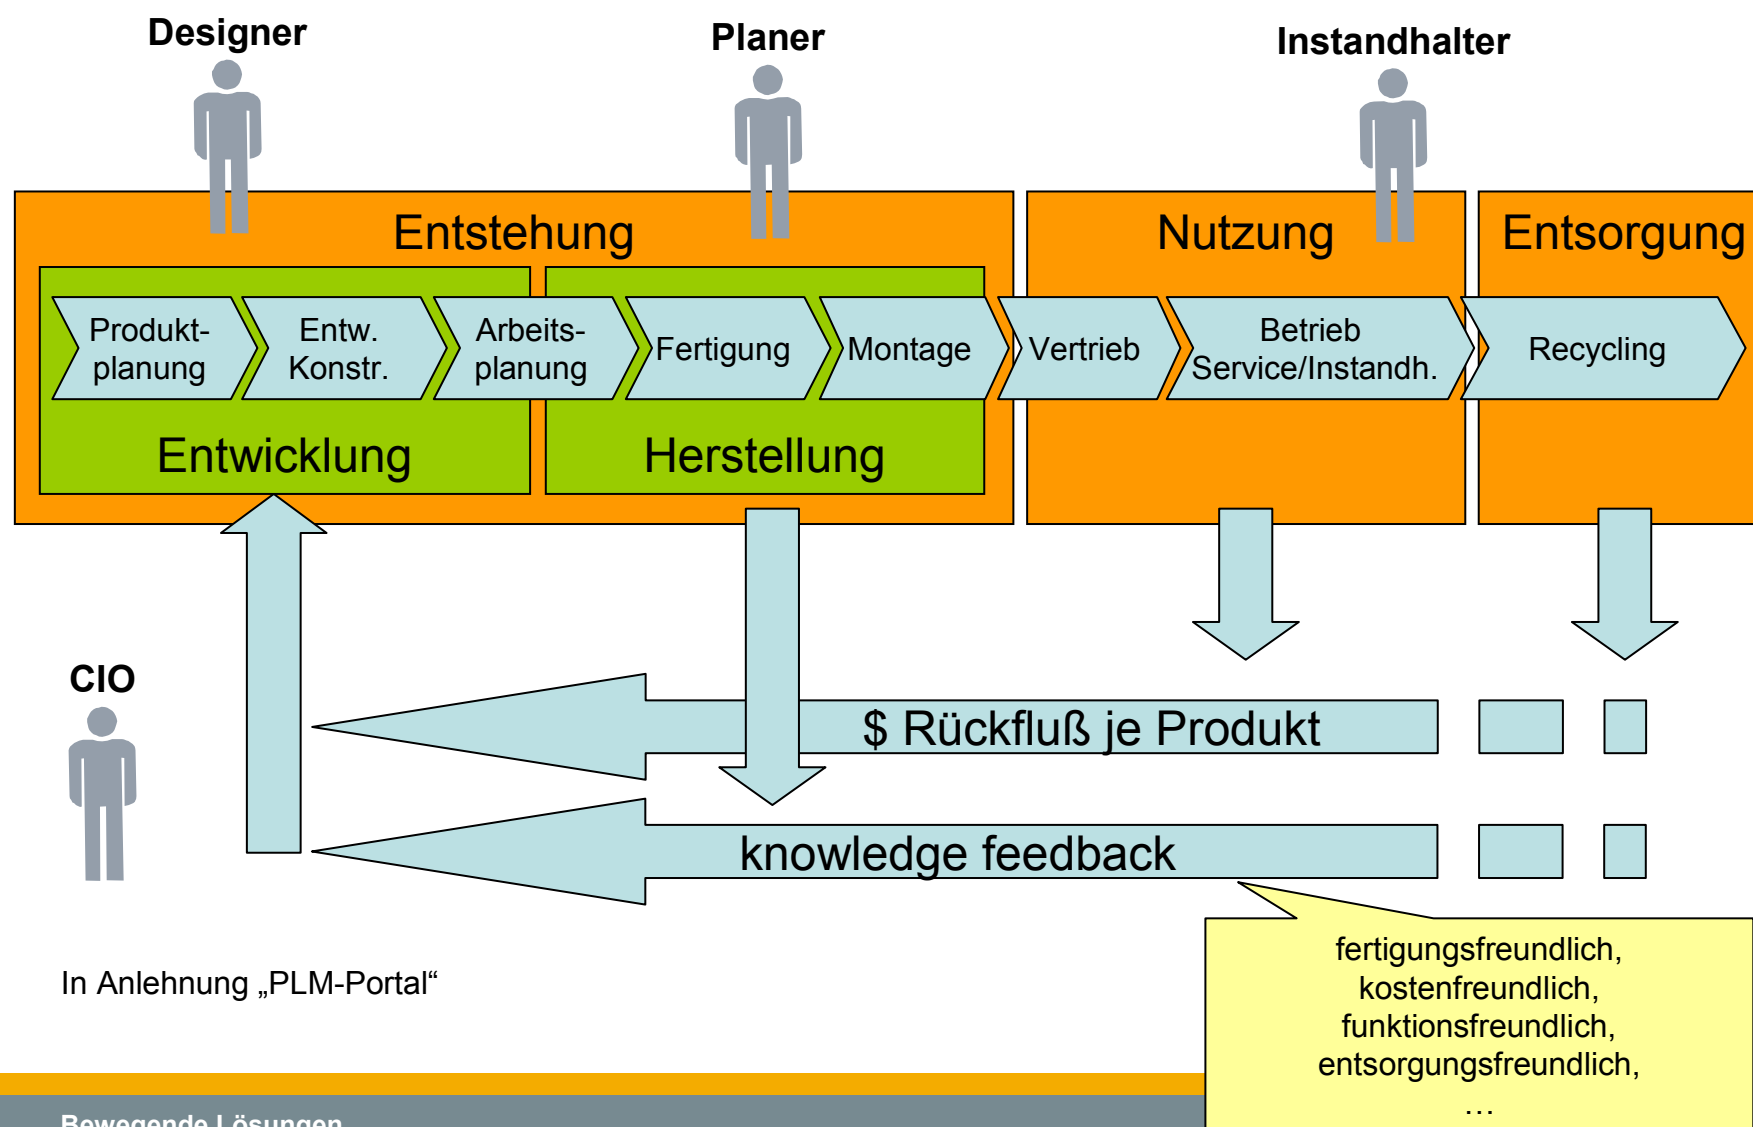 Designer
Planer
Instandhalter
Entstehung
Nutzung
Entsorgung
Produkt-
planung
Entw.
Konstr.
Arbeits-
planung
Fertigung
Montage
Vertrieb
Betrieb
Service/Instandh.
Recycling
Entwicklung
Herstellung
CIO
$ Rückfluß je Produkt
knowledge feedback
fertigungsfreundlich,
kostenfreundlich,
funktionsfreundlich,
entsorgungsfreundlich,
…
In Anlehnung „PLM-Portal“
Bewegende Lösungen